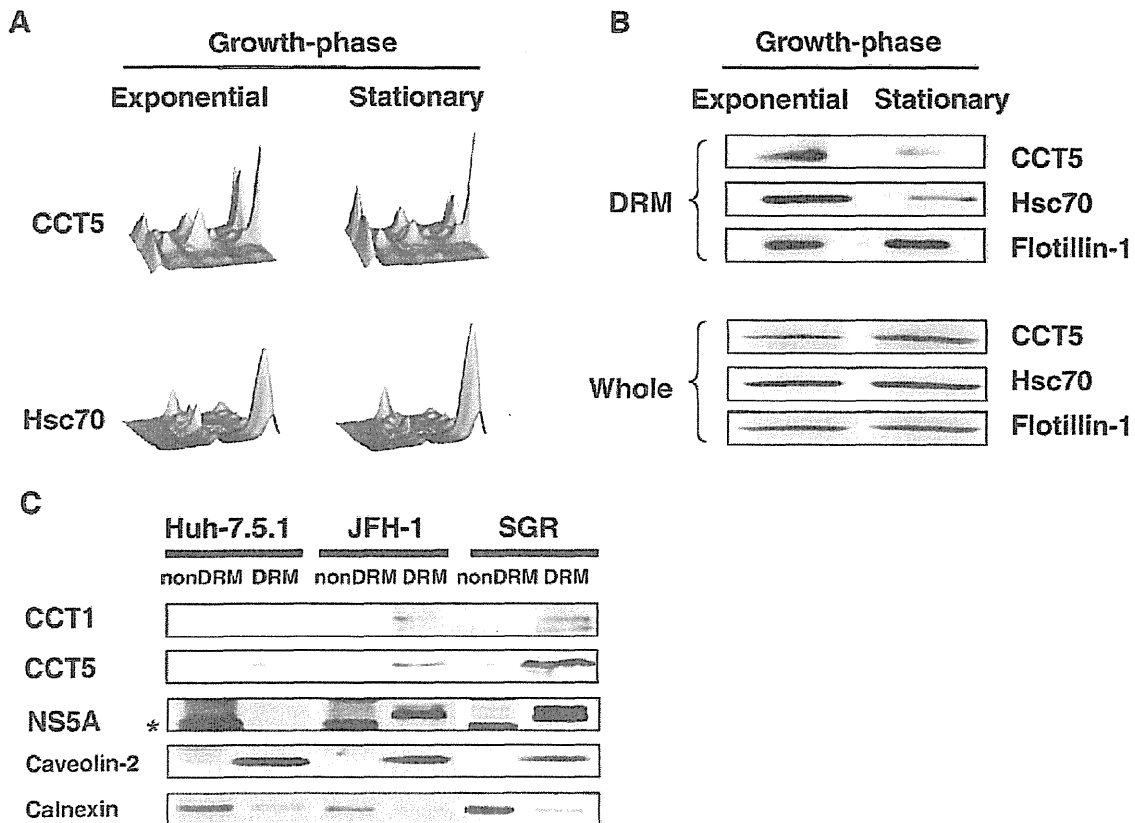 A
Growth-phase
Exponential Stationary
CCT5
Hsc70
B
Growth-phase
Exponential Stationary
DRM
CCT5
Hsc70
Flotillin-1
Whole
CCT5
Hsc70
Flotillin-1
C
Huh-7.5.1 JFH-1 SGR
nonDRM DRM nonDRM DRM nonDRM DRM
CCT1
CCT5
NS5A *
Caveolin-2
Calnexin